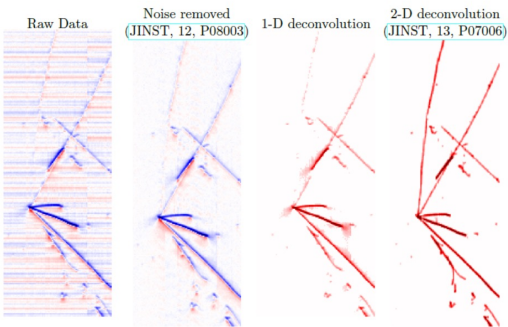 Raw Data
Noise removed
(JINST, 12, P08003)
1-D deconvolution
2-D deconvolution
(JINST, 13, P07006)